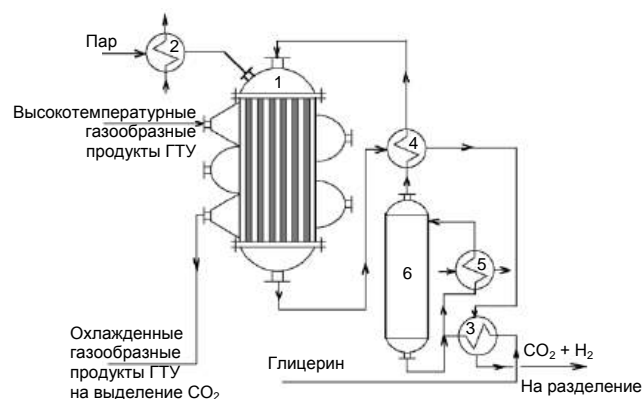 Пар
2
1
Высокотемпературные
газообразные
продукты ГТУ
4
6
5
3
Охлажденные
газообразные
продукты ГТУ
на выделение CO₂
Глицерин
CO₂ + H₂
На разделение